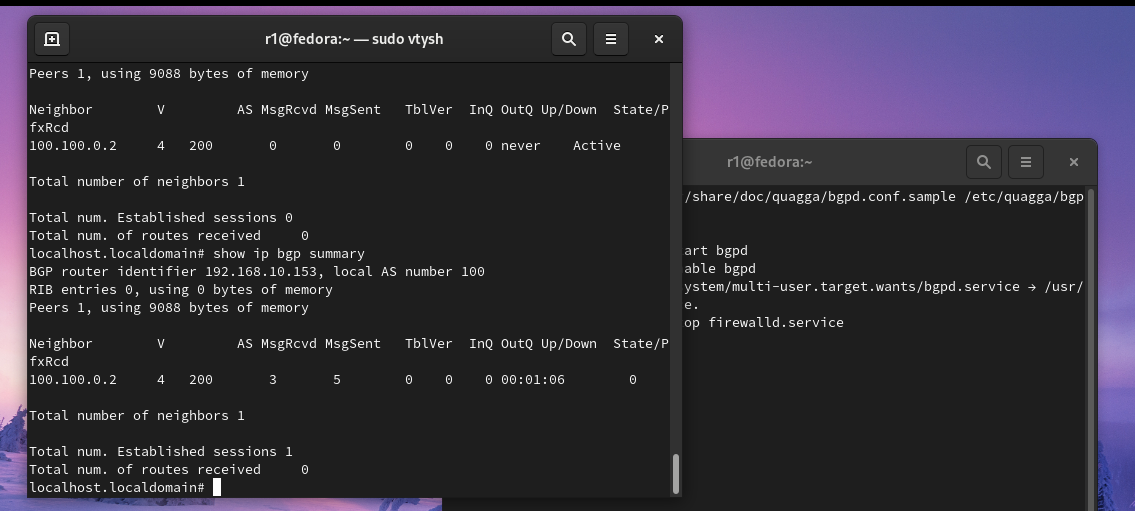 r1@fedora:~ — sudo vtysh
Peers 1, using 9088 bytes of memory
Neighbor        V         AS MsgRcvd MsgSent   TblVer  InQ OutQ Up/Down  State/P
fxRcd
100.100.0.2     4   200       0       0        0    0    0 never    Active
Total number of neighbors 1
Total num. Established sessions 0
Total num. of routes received     0
localhost.localdomain# show ip bgp summary
BGP router identifier 192.168.10.153, local AS number 100
RIB entries 0, using 0 bytes of memory
Peers 1, using 9088 bytes of memory
Neighbor        V         AS MsgRcvd MsgSent   TblVer  InQ OutQ Up/Down  State/P
fxRcd
100.100.0.2     4   200       3       5        0    0    0 00:01:06        0
Total number of neighbors 1
Total num. Established sessions 1
Total num. of routes received     0
localhost.localdomain#
r1@fedora:~
/share/doc/quagga/bgpd.conf.sample /etc/quagga/bgp
art bgpd
able bgpd
ystem/multi-user.target.wants/bgpd.service → /usr/
e.
op firewalld.service